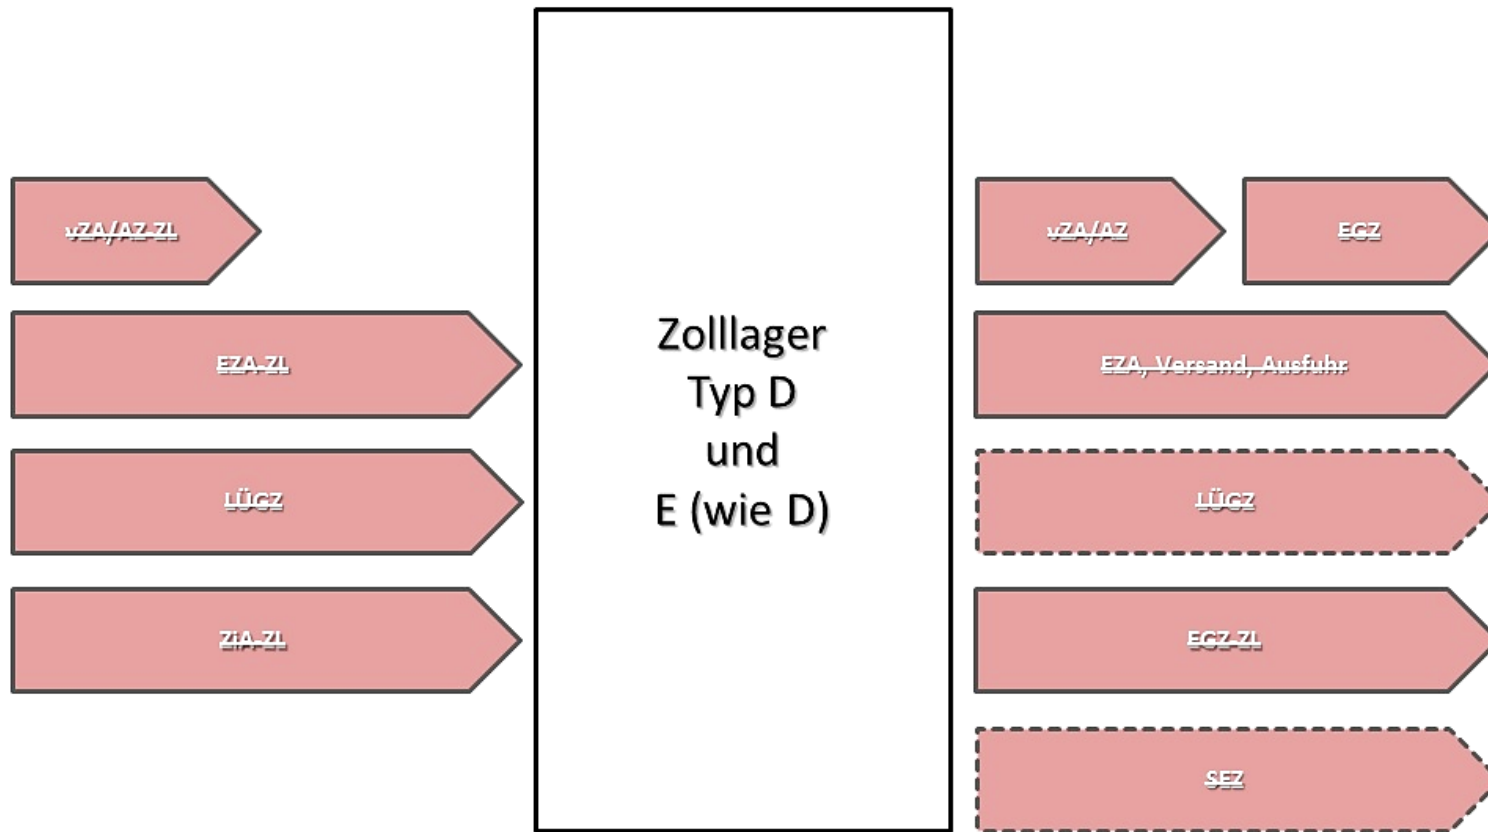 vZA/AZ-ZL
EZA-ZL
LÜGZ
ZiA-ZL
Zolllager
Typ D
und
E (wie D)
vZA/AZ
EGZ
EZA, Versand, Ausfuhr
LÜGZ
EGZ-ZL
SEZ